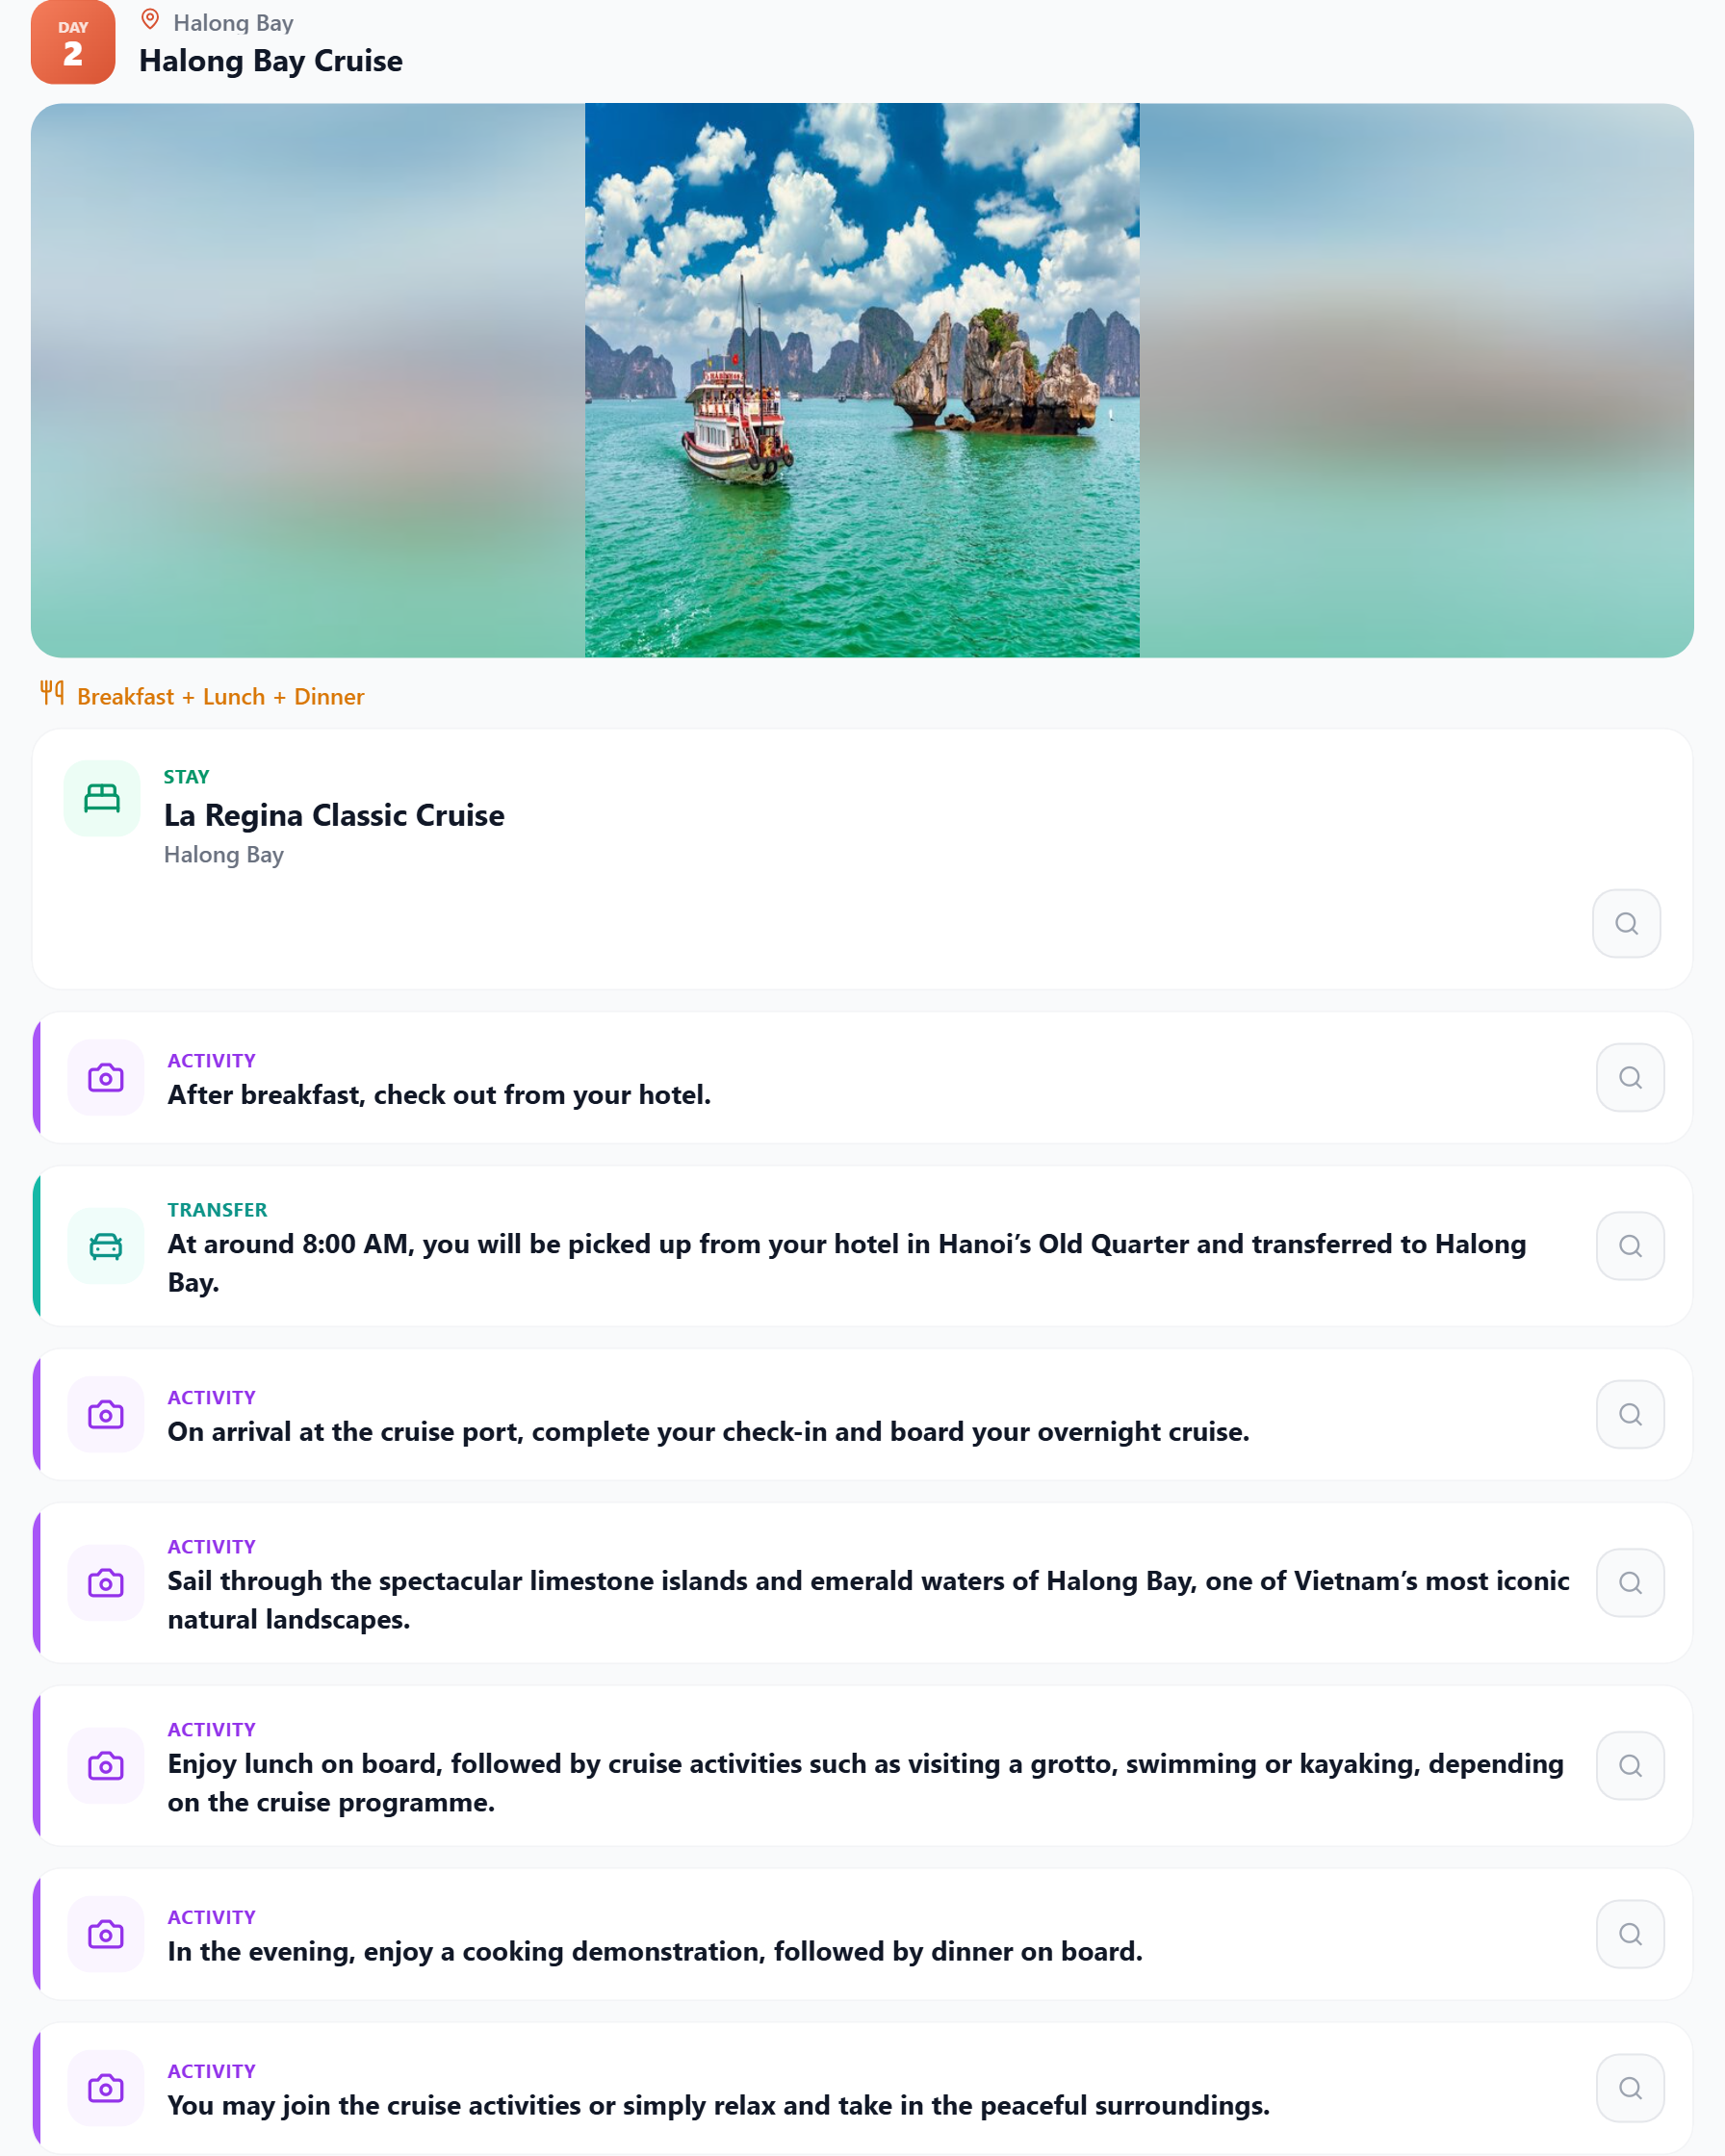 DAY
2
Halong Bay
Halong Bay Cruise
Breakfast + Lunch + Dinner
STAY
La Regina Classic Cruise
Halong Bay
ACTIVITY
After breakfast, check out from your hotel.
TRANSFER
At around 8:00 AM, you will be picked up from your hotel in Hanoi’s Old Quarter and transferred to Halong
Bay.
ACTIVITY
On arrival at the cruise port, complete your check-in and board your overnight cruise.
ACTIVITY
Sail through the spectacular limestone islands and emerald waters of Halong Bay, one of Vietnam’s most iconic
natural landscapes.
ACTIVITY
Enjoy lunch on board, followed by cruise activities such as visiting a grotto, swimming or kayaking, depending
on the cruise programme.
ACTIVITY
In the evening, enjoy a cooking demonstration, followed by dinner on board.
ACTIVITY
You may join the cruise activities or simply relax and take in the peaceful surroundings.